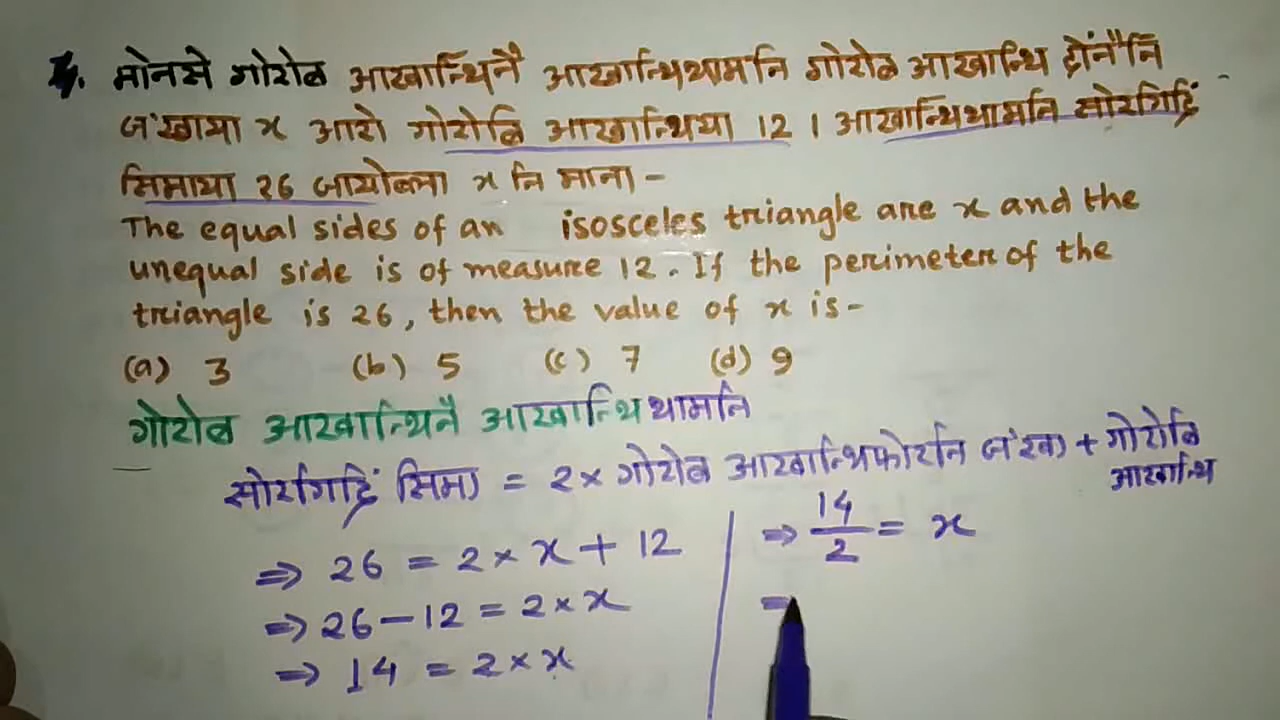 मोनसे गोरोब आखान्थिनै आखान्थिथामनि गोरोब आखान्थि
जंखाया x आरो गोरोबि आखान्थिया 12 । आखान्थिथामनि सोरगिद्रिं
सिमाया 26 जायोब्ला x नि माना -
The equal sides of an isosceles triangle are x and the
unequal side is of measure 12. If the perimeter of the
triangle is 26, then the value of x is -
(a) 3 (b) 5 (c) 7 (d) 9
गोरोब आखान्थिनै आखान्थिथामनि
सोरगिद्रिं सिमा = 2 × गोरोब आखान्थिफोरनि जंखा + गोरोबि
आखान्थि
⇒ 26 = 2 × x + 12
⇒ 26 - 12 = 2 × x
⇒ 14 = 2 × x
⇒ 14/2 = x